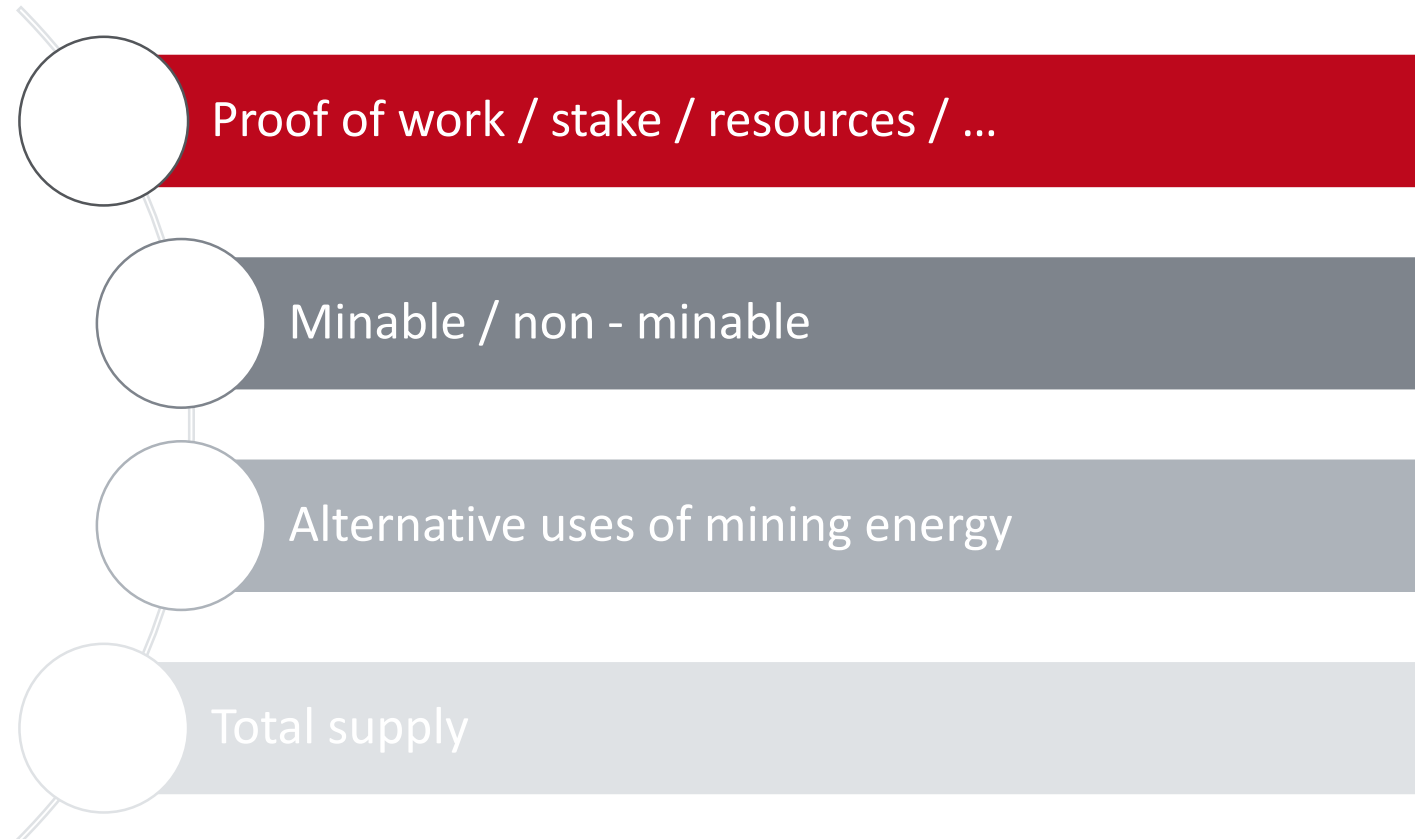 Proof of work / stake / resources / …
Minable / non - minable
Alternative uses of mining energy
Total supply